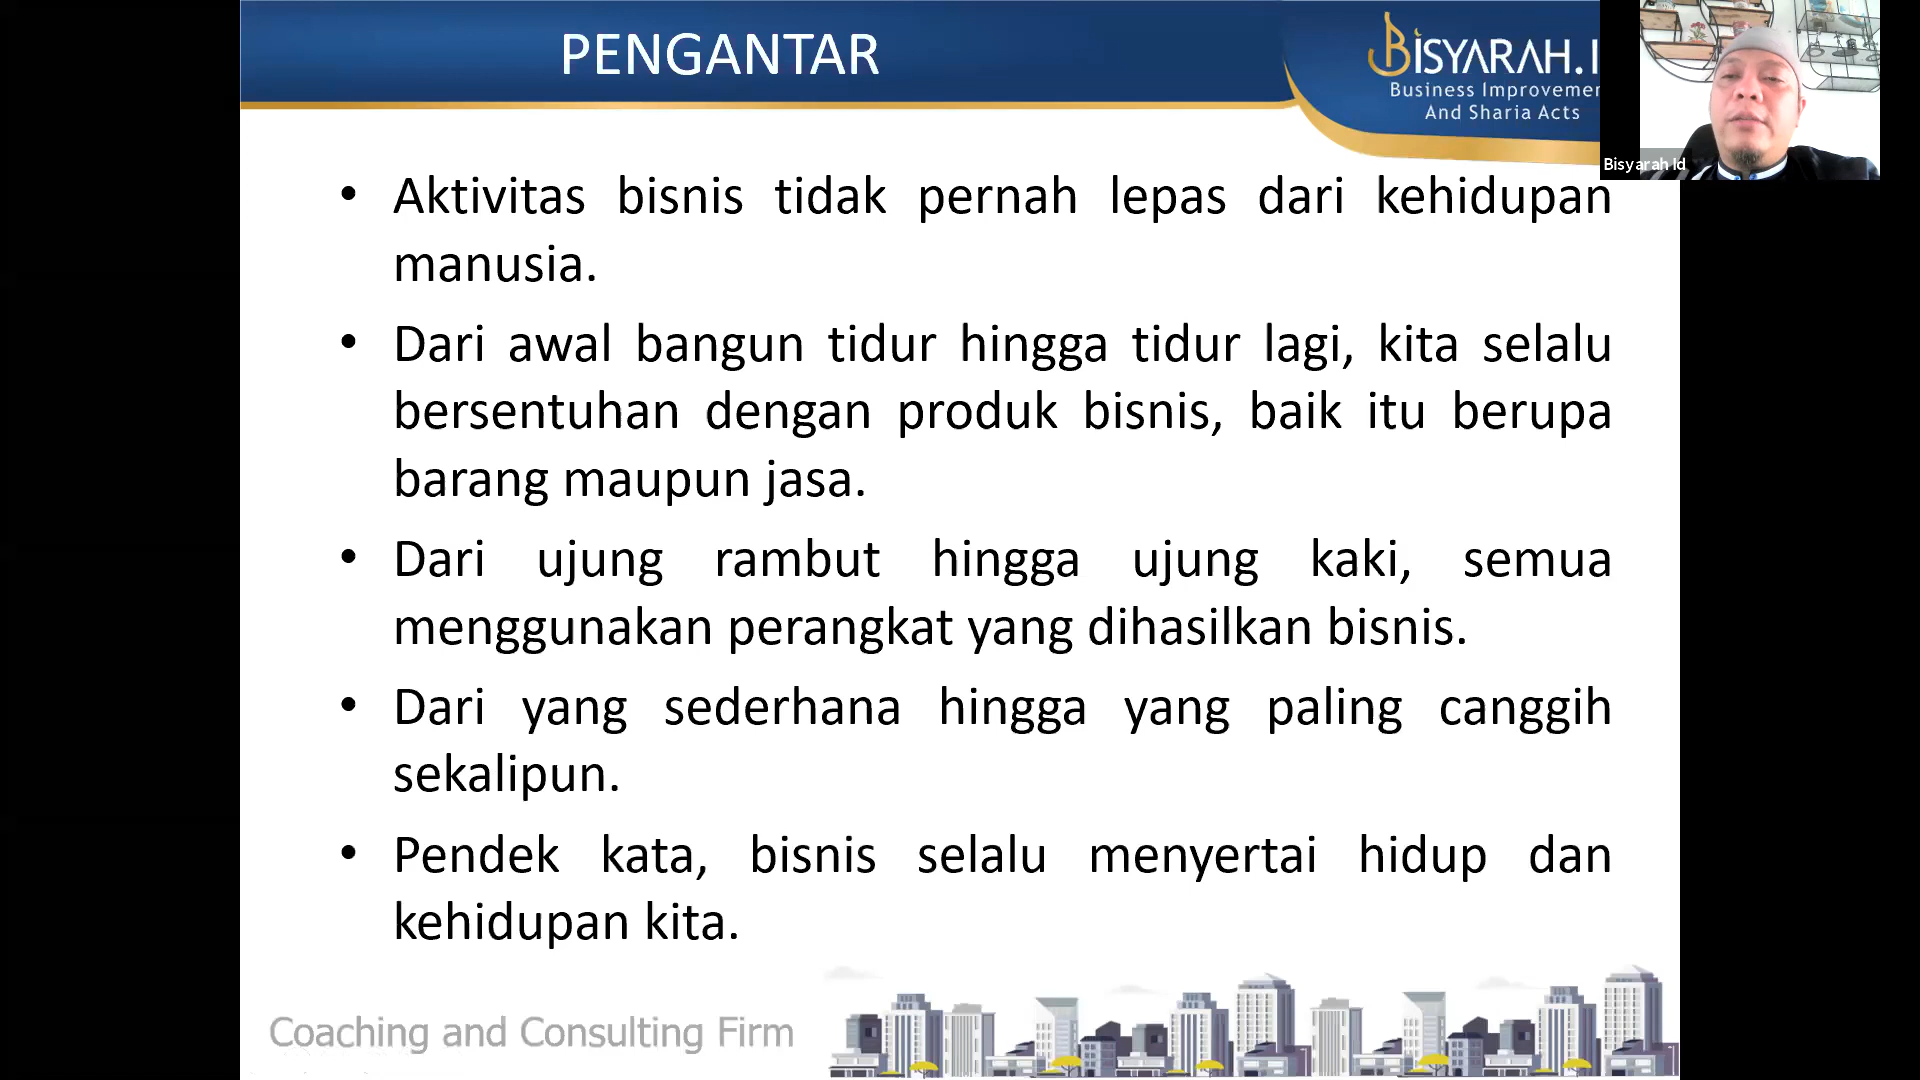 PENGANTAR
BISYARAH.I
Business Improvemen
And Sharia Acts
Bisyarah Id
• Aktivitas bisnis tidak pernah lepas dari kehidupan
manusia.
• Dari awal bangun tidur hingga tidur lagi, kita selalu
bersentuhan dengan produk bisnis, baik itu berupa
barang maupun jasa.
• Dari ujung rambut hingga ujung kaki, semua
menggunakan perangkat yang dihasilkan bisnis.
• Dari yang sederhana hingga yang paling canggih
sekalipun.
• Pendek kata, bisnis selalu menyertai hidup dan
kehidupan kita.
Coaching and Consulting Firm